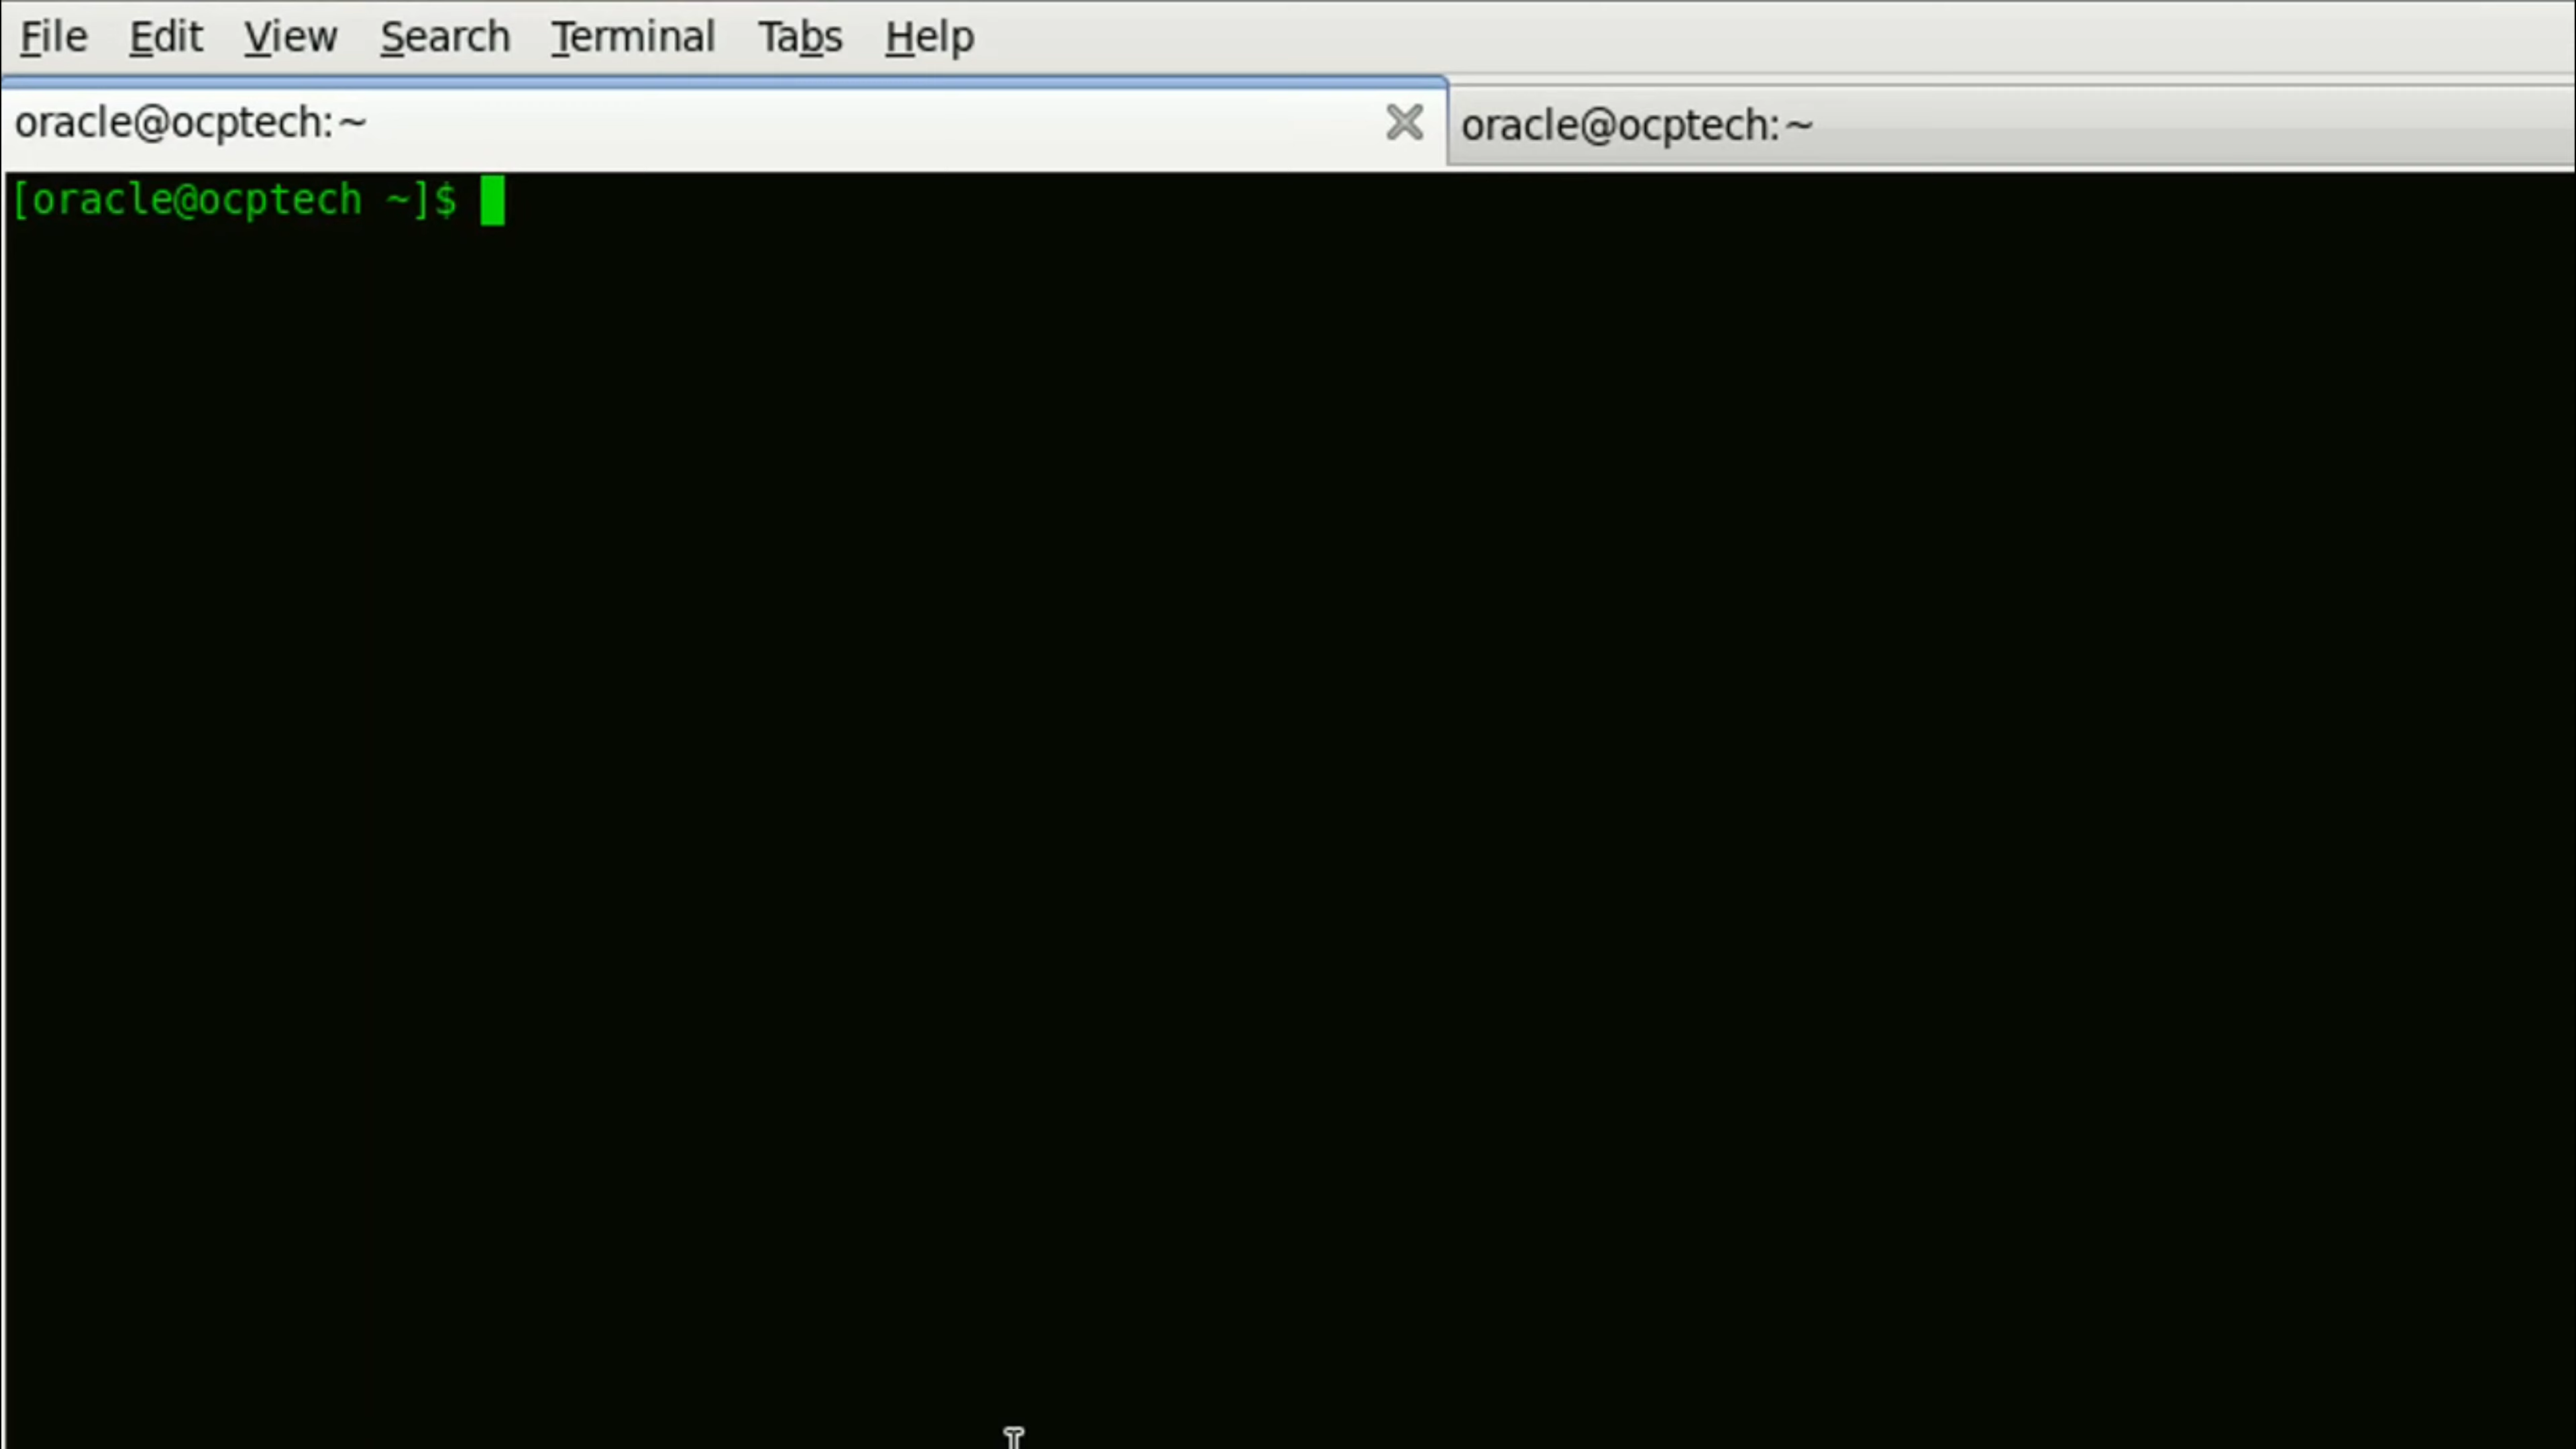 File Edit View Search Terminal Tabs Help
oracle@ocptech:~ oracle@ocptech:~
[oracle@ocptech ~]$